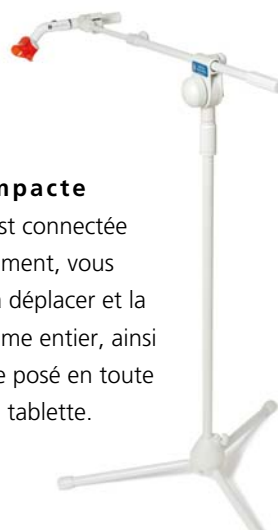 mpacte
st connectée
ment, vous
a déplacer et la
me entier, ainsi
e posé en toute
tablette.